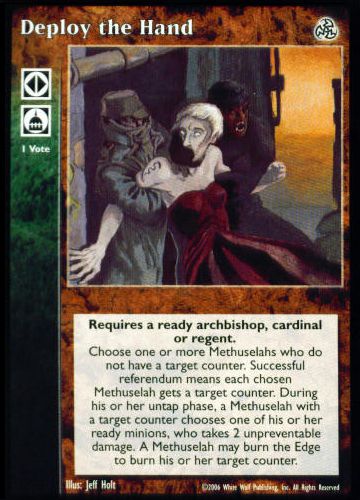 Deploy the Hand
1 Vote
Requires a ready archbishop, cardinal
or regent.
Choose one or more Methuselahs who do
not have a target counter. Successful
referendum means each chosen
Methuselah gets a target counter. During
his or her untap phase, a Methuselah with
a target counter chooses one of his or her
ready minions, who takes 2 unpreventable
damage. A Methuselah may burn the Edge
to burn his or her target counter.
Illus: Jeff Holt
©2006 White Wolf Publishing, Inc. All Rights Reserved